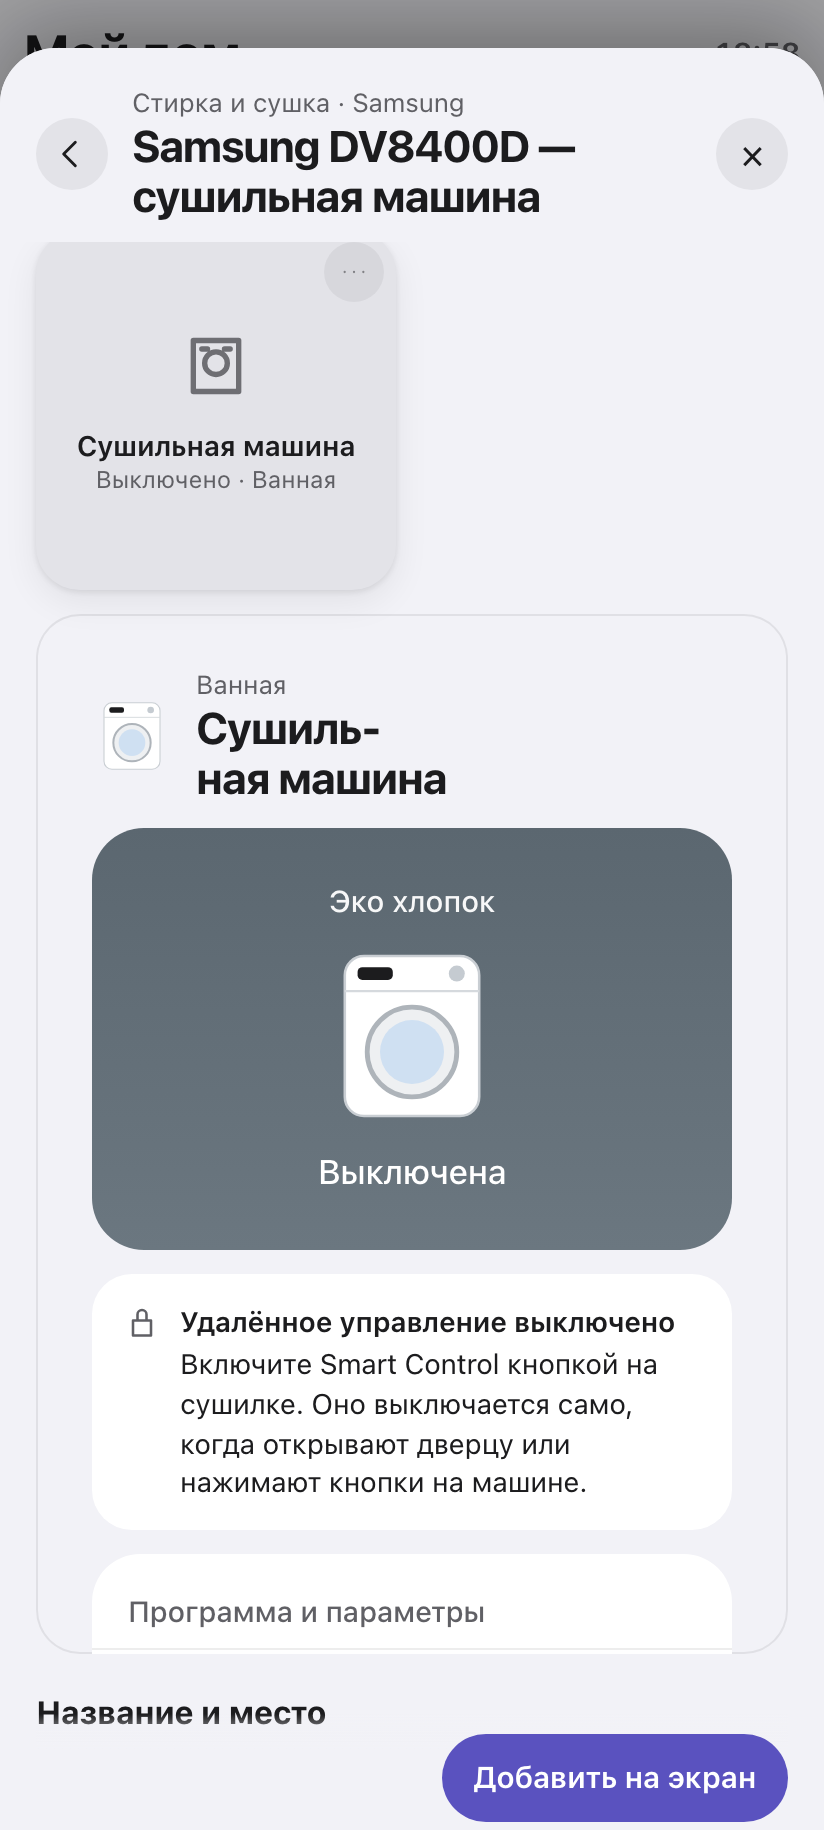 Мой дом
Стирка и сушка · Samsung
Samsung DV8400D —
сушильная машина
Сушильная машина
Выключено · Ванная
Ванная
Сушиль-
ная машина
Эко хлопок
Выключена
Удалённое управление выключено
Включите Smart Control кнопкой на
сушилке. Оно выключается само,
когда открывают дверцу или
нажимают кнопки на машине.
Программа и параметры
Название и место
Добавить на экран